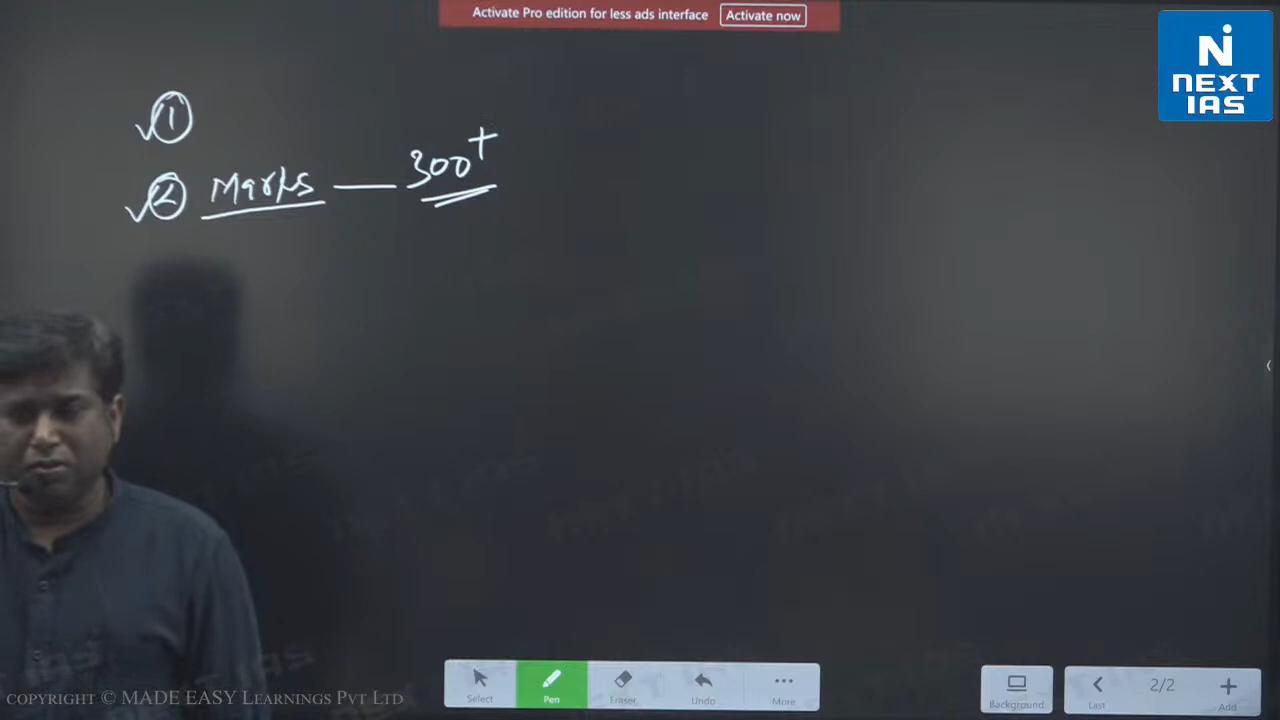 Activate Pro edition for less ads interface Activate now
NEXT
IAS
①
② Marks — 300+
Select Pen Eraser Undo More
Background
Last 2/2 Add
COPYRIGHT © MADE EASY LEARNINGS PVT LTD